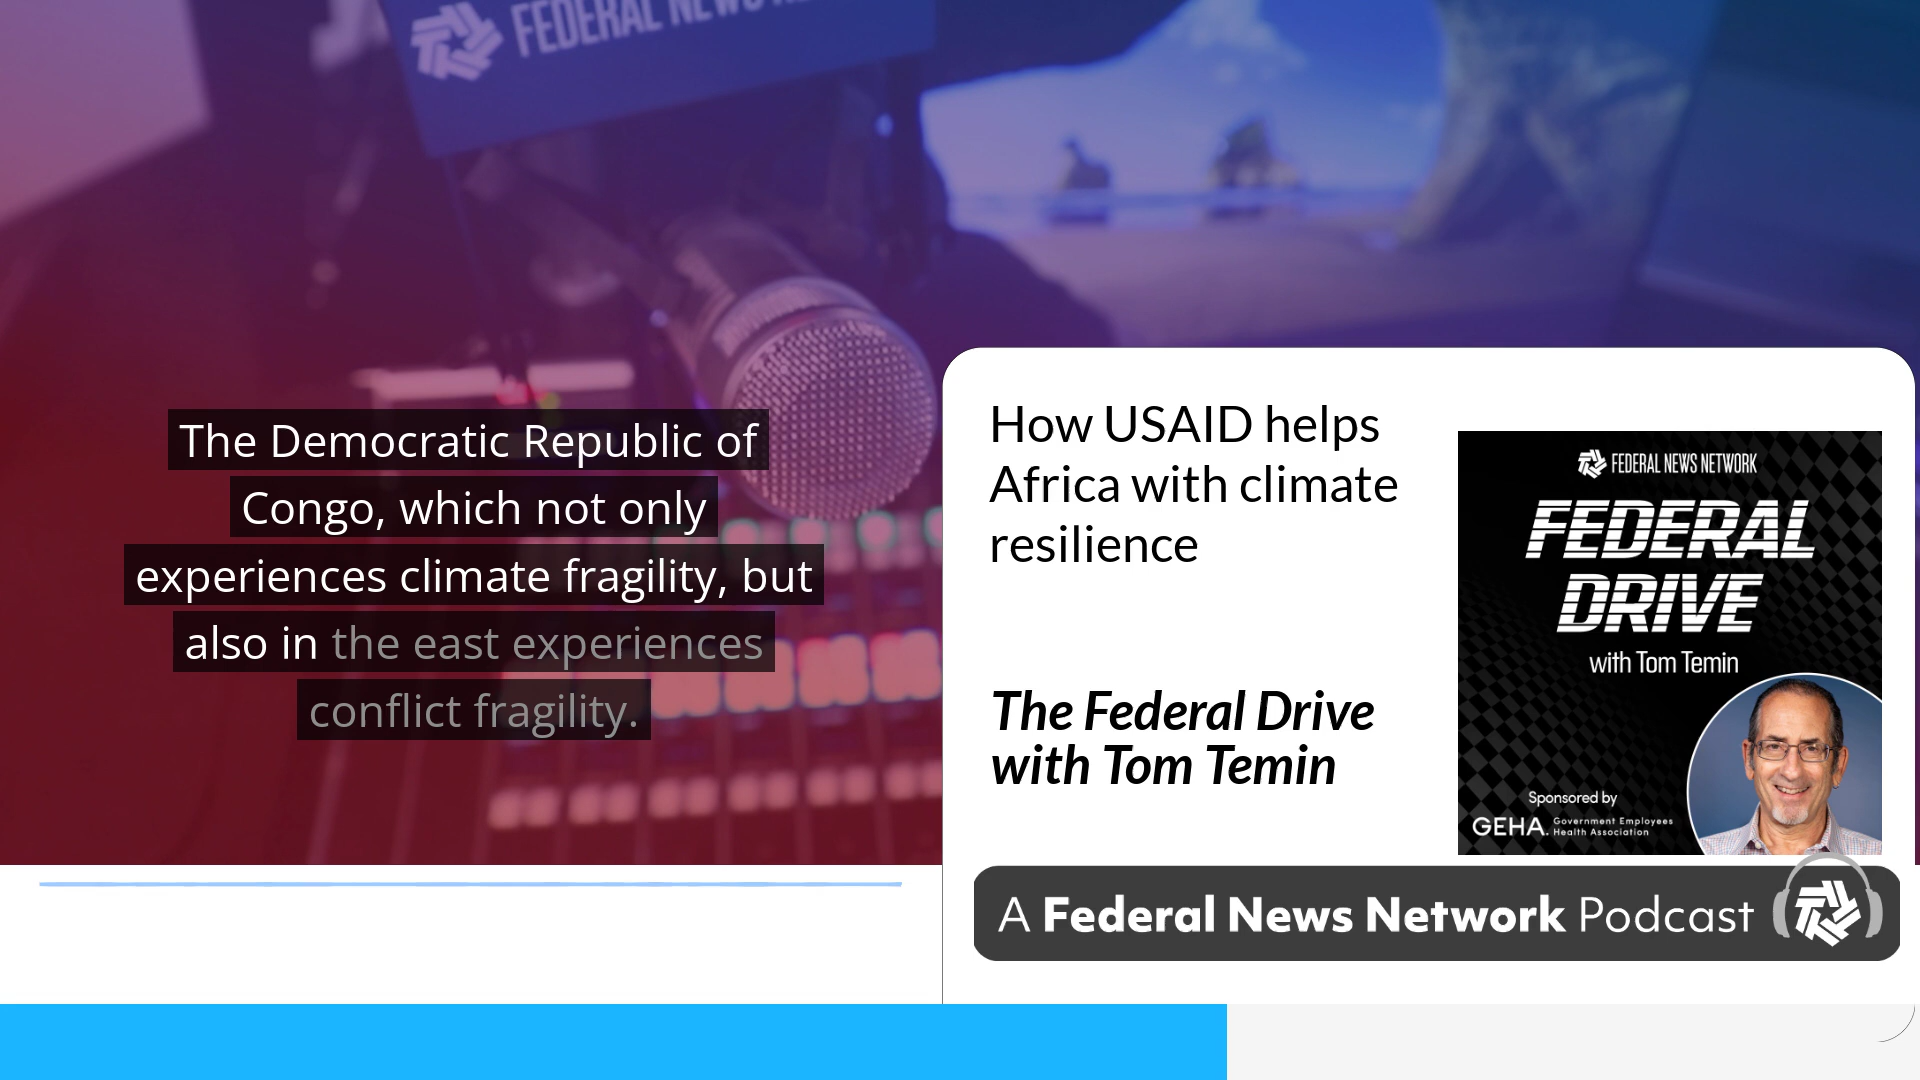 FEDERAL NEWS
The Democratic Republic of
Congo, which not only
experiences climate fragility, but
also in the east experiences
conflict fragility.
How USAID helps
Africa with climate
resilience
The Federal Drive
with Tom Temin
FEDERAL NEWS NETWORK
FEDERAL
DRIVE
with Tom Temin
Sponsored by
GEHA. Government Employees
Health Association
A Federal News Network Podcast